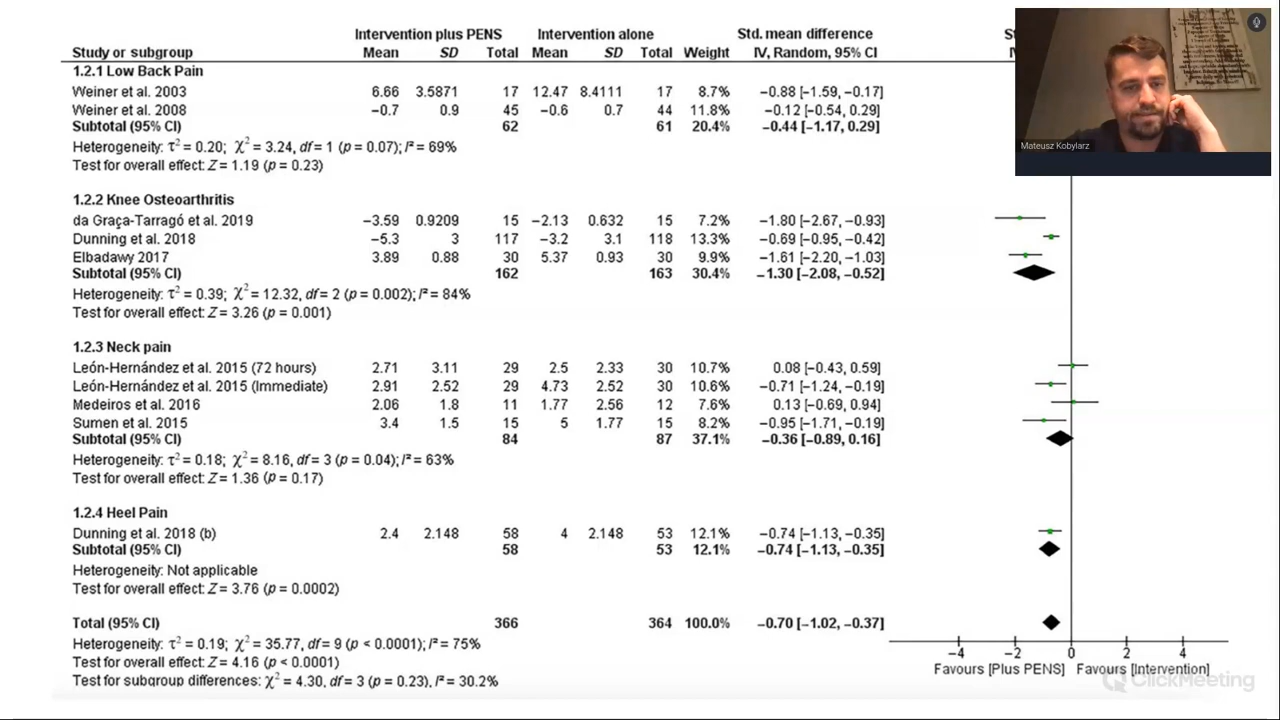 Intervention plus PENS Intervention alone Std. mean difference St
Study or subgroup Mean SD Total Mean SD Total Weight IV, Random, 95% CI
1.2.1 Low Back Pain
Weiner et al. 2003 6.66 3.5871 17 12.47 8.4111 17 8.7% −0.88 [−1.59, −0.17]
Weiner et al. 2008 −0.7 0.9 45 −0.6 0.7 44 11.8% −0.12 [−0.54, 0.29]
Subtotal (95% CI) 62 61 20.4% −0.44 [−1.17, 0.29]
Heterogeneity: τ² = 0.20; χ² = 3.24, df = 1 (p = 0.07); I² = 69%
Test for overall effect: Z = 1.19 (p = 0.23)
Mateusz Kobylarz
1.2.2 Knee Osteoarthritis
da Graça-Tarragó et al. 2019 −3.59 0.9209 15 −2.13 0.632 15 7.2% −1.80 [−2.67, −0.93]
Dunning et al. 2018 −5.3 3 117 −3.2 3.1 118 13.3% −0.69 [−0.95, −0.42]
Elbadawy 2017 3.89 0.88 30 5.37 0.93 30 9.9% −1.61 [−2.20, −1.03]
Subtotal (95% CI) 162 163 30.4% −1.30 [−2.08, −0.52]
Heterogeneity: τ² = 0.39; χ² = 12.32, df = 2 (p = 0.002); I² = 84%
Test for overall effect: Z = 3.26 (p = 0.001)
1.2.3 Neck pain
León-Hernández et al. 2015 (72 hours) 2.71 3.11 29 2.5 2.33 30 10.7% 0.08 [−0.43, 0.59]
León-Hernández et al. 2015 (Immediate) 2.91 2.52 29 4.73 2.52 30 10.6% −0.71 [−1.24, −0.19]
Medeiros et al. 2016 2.06 1.8 11 1.77 2.56 12 7.6% 0.13 [−0.69, 0.94]
Sumen et al. 2015 3.4 1.5 15 5 1.77 15 8.2% −0.95 [−1.71, −0.19]
Subtotal (95% CI) 84 87 37.1% −0.36 [−0.89, 0.16]
Heterogeneity: τ² = 0.18; χ² = 8.16, df = 3 (p = 0.04); I² = 63%
Test for overall effect: Z = 1.36 (p = 0.17)
1.2.4 Heel Pain
Dunning et al. 2018 (b) 2.4 2.148 58 4 2.148 53 12.1% −0.74 [−1.13, −0.35]
Subtotal (95% CI) 58 53 12.1% −0.74 [−1.13, −0.35]
Heterogeneity: Not applicable
Test for overall effect: Z = 3.76 (p = 0.0002)
Total (95% CI) 366 364 100.0% −0.70 [−1.02, −0.37]
Heterogeneity: τ² = 0.19; χ² = 35.77, df = 9 (p < 0.0001); I² = 75%
Test for overall effect: Z = 4.16 (p < 0.0001)
Test for subgroup differences: χ² = 4.30, df = 3 (p = 0.23), I² = 30.2%
−4 −2 0 2 4
Favours [Plus PENS] Favours [Intervention]
ClickMeeting